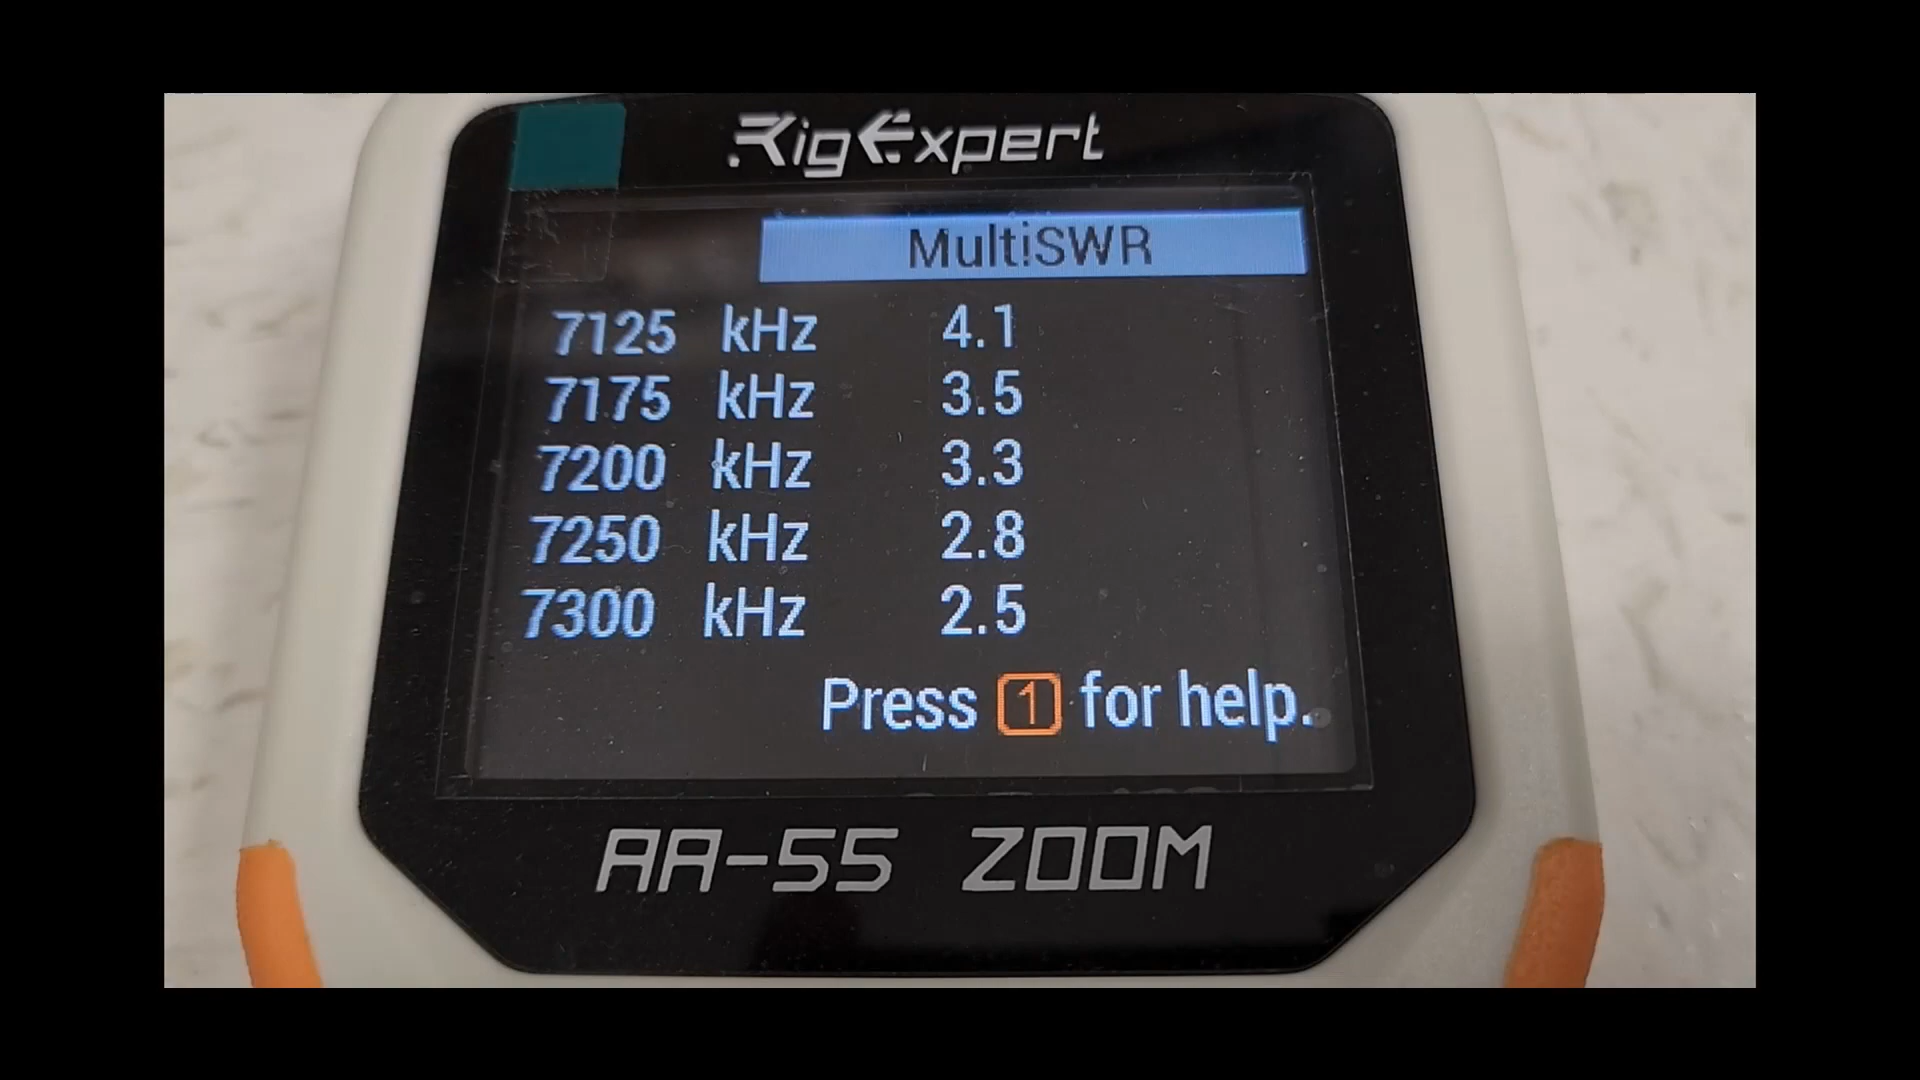 RigExpert
MultiSWR
7125 kHz 4.1
7175 kHz 3.5
7200 kHz 3.3
7250 kHz 2.8
7300 kHz 2.5
Press 1 for help.
AA-55 ZOOM